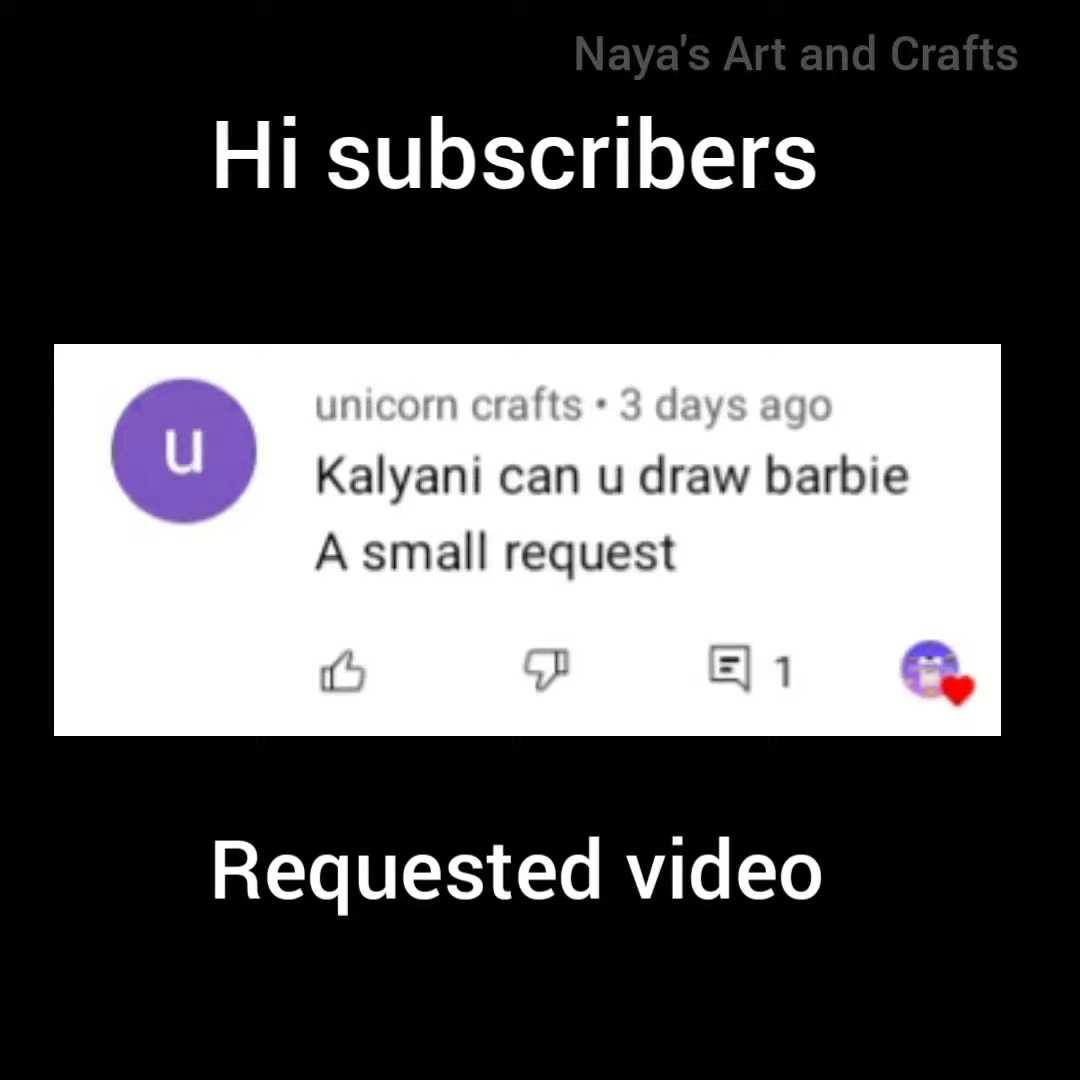 Naya's Art and Crafts
Hi subscribers
u
unicorn crafts • 3 days ago
Kalyani can u draw barbie
A small request
1
Requested video